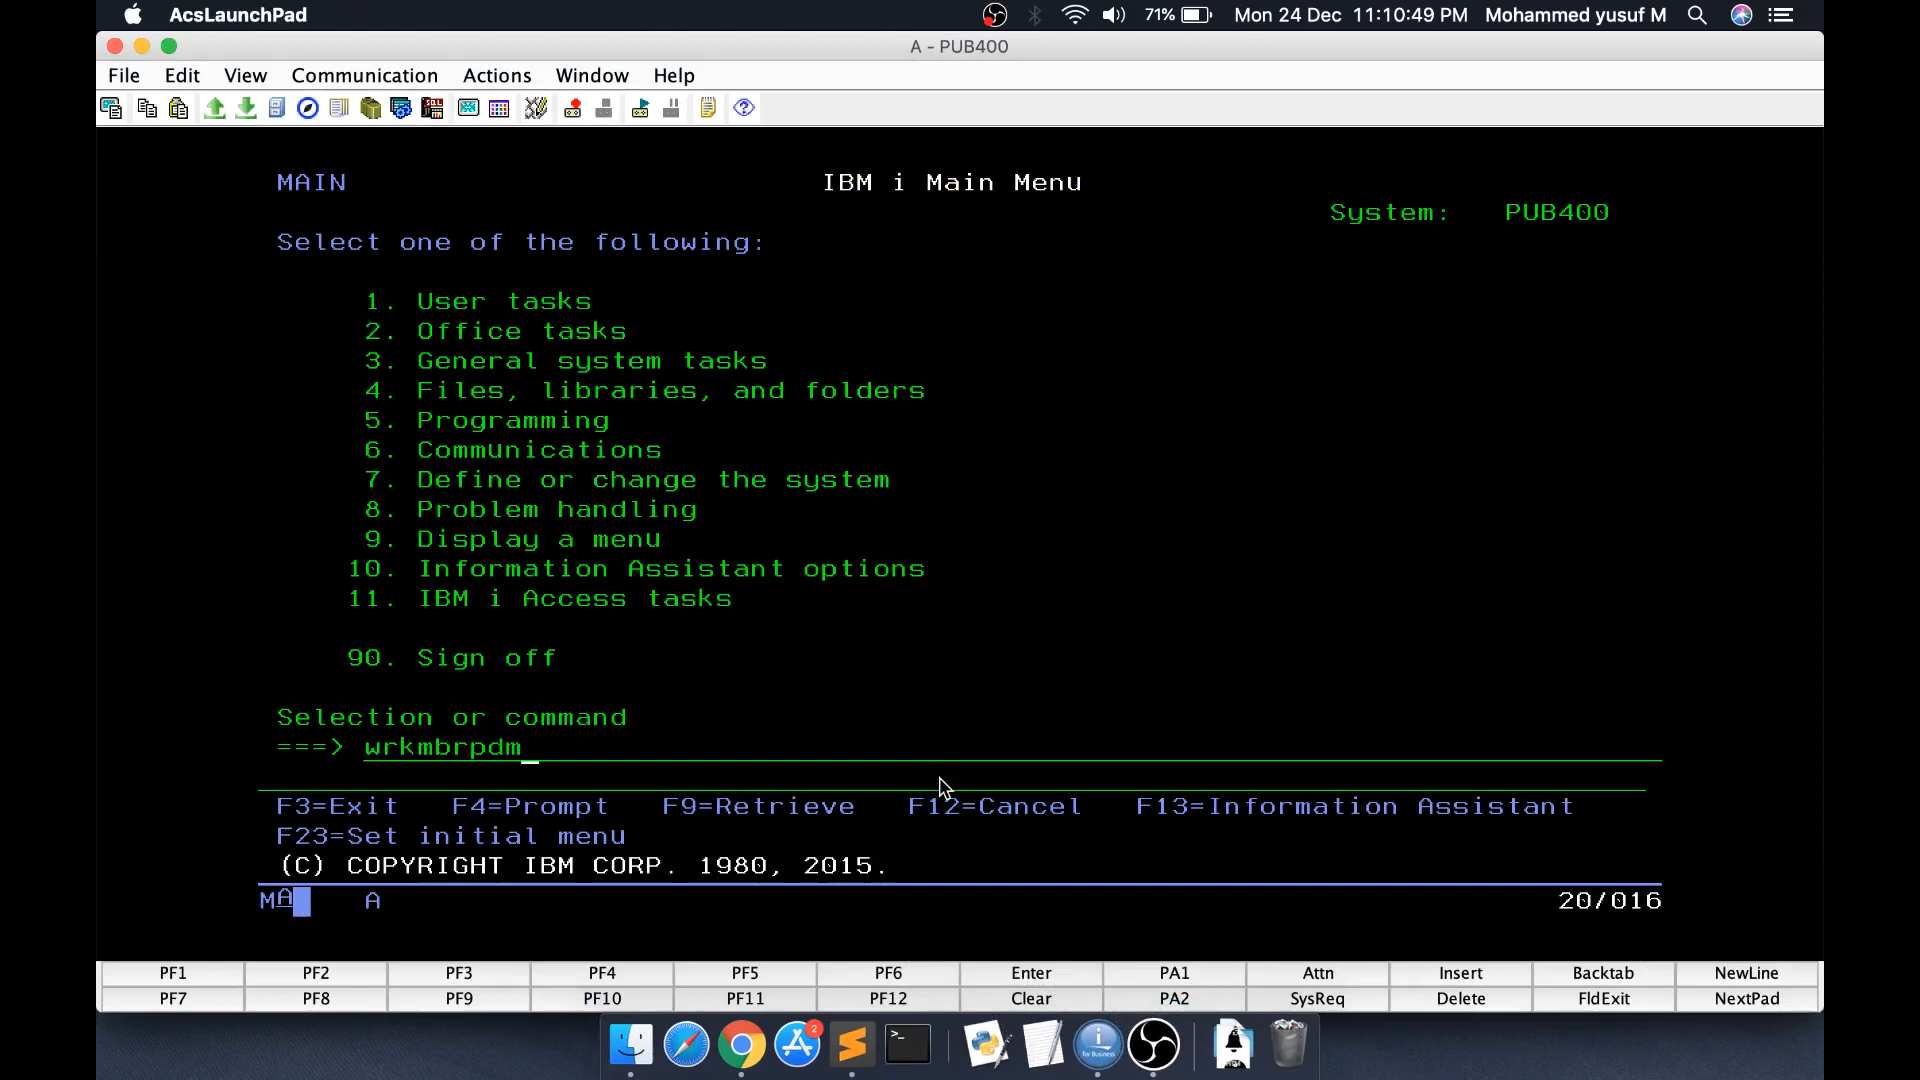 AcsLaunchPad 71% Mon 24 Dec 11:10:49 PM Mohammed yusuf M
A - PUB400
File Edit View Communication Actions Window Help
MAIN IBM i Main Menu
System: PUB400
Select one of the following:
1. User tasks
2. Office tasks
3. General system tasks
4. Files, libraries, and folders
5. Programming
6. Communications
7. Define or change the system
8. Problem handling
9. Display a menu
10. Information Assistant options
11. IBM i Access tasks
90. Sign off
Selection or command
===> wrkmbrpdm
F3=Exit F4=Prompt F9=Retrieve F12=Cancel F13=Information Assistant
F23=Set initial menu
(C) COPYRIGHT IBM CORP. 1980, 2015.
MA A 20/016
PF1 PF2 PF3 PF4 PF5 PF6 Enter PA1 Attn Insert Backtab NewLine
PF7 PF8 PF9 PF10 PF11 PF12 Clear PA2 SysReq Delete FldExit NextPad
2
i
for Business